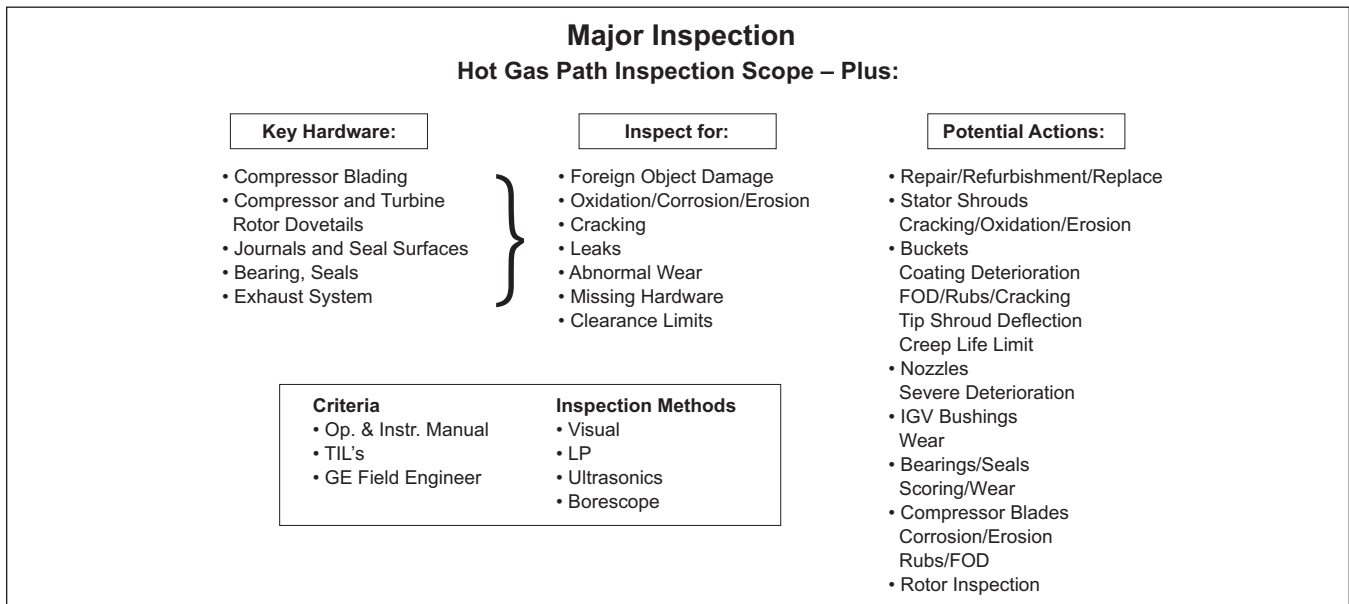 Major Inspection
Hot Gas Path Inspection Scope – Plus:
Key Hardware:
• Compressor Blading
• Compressor and Turbine
Rotor Dovetails
• Journals and Seal Surfaces
• Bearing, Seals
• Exhaust System
Inspect for:
• Foreign Object Damage
• Oxidation/Corrosion/Erosion
• Cracking
• Leaks
• Abnormal Wear
• Missing Hardware
• Clearance Limits
Potential Actions:
• Repair/Refurbishment/Replace
• Stator Shrouds
Cracking/Oxidation/Erosion
• Buckets
Coating Deterioration
FOD/Rubs/Cracking
Tip Shroud Deflection
Creep Life Limit
• Nozzles
Severe Deterioration
• IGV Bushings
Wear
• Bearings/Seals
Scoring/Wear
• Compressor Blades
Corrosion/Erosion
Rubs/FOD
• Rotor Inspection
Criteria
• Op. & Instr. Manual
• TIL's
• GE Field Engineer
Inspection Methods
• Visual
• LP
• Ultrasonics
• Borescope